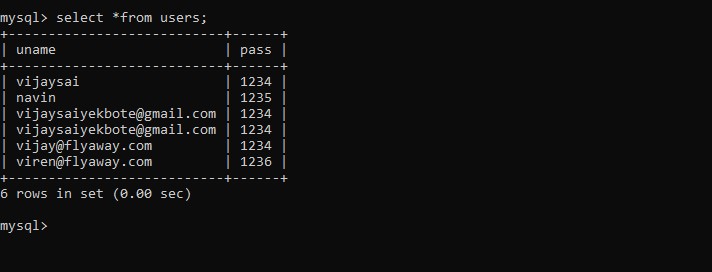 mysql> select *from users;
+---------------------------+------+
| uname                     | pass |
+---------------------------+------+
| vijaysai                  | 1234 |
| navin                     | 1235 |
| vijaysaiyekbote@gmail.com | 1234 |
| vijaysaiyekbote@gmail.com | 1234 |
| vijay@flyaway.com         | 1234 |
| viren@flyaway.com         | 1236 |
+---------------------------+------+
6 rows in set (0.00 sec)
mysql>